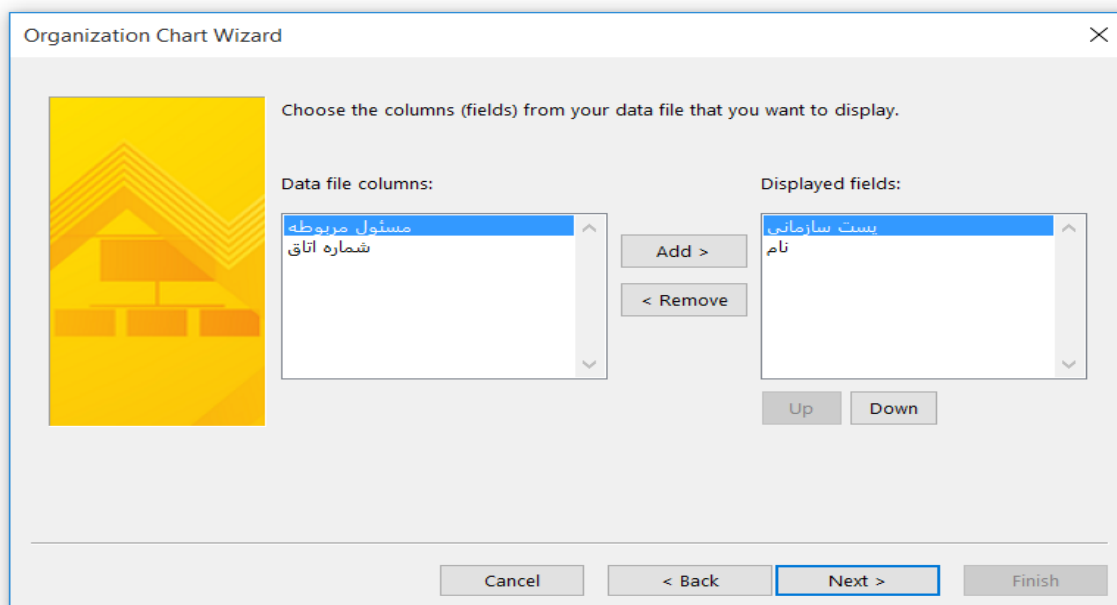 Organization Chart Wizard
Choose the columns (fields) from your data file that you want to display.
Data file columns:
مسئول مربوطه
شماره اتاق
Add >
< Remove
Displayed fields:
پست سازمانی
نام
Up
Down
Cancel
< Back
Next >
Finish